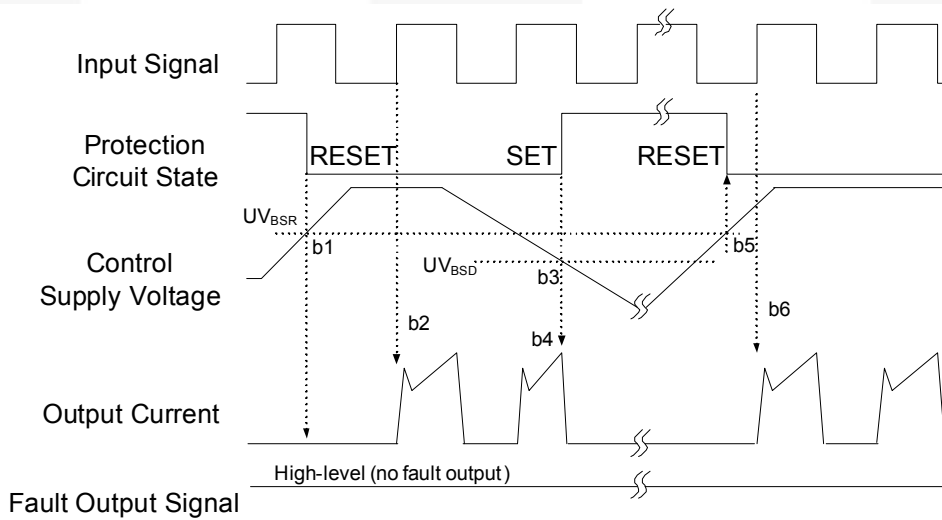 Input Signal
Protection
Circuit State
RESET
SET
RESET
UVBSR
b1
b5
UVBSD
b3
Control
Supply Voltage
b2
b4
b6
Output Current
High-level (no fault output)
Fault Output Signal